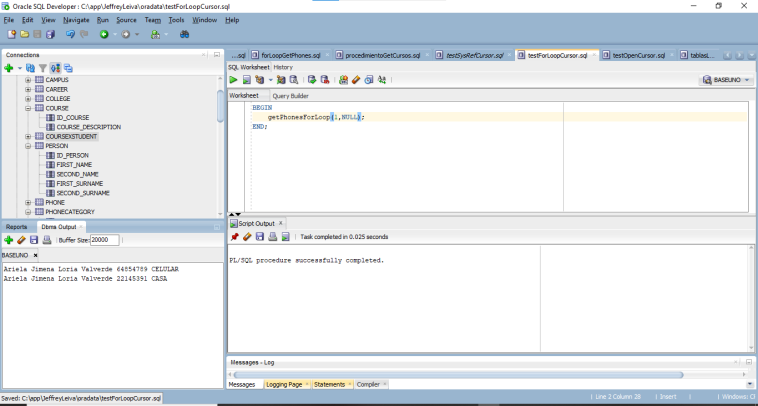 Oracle SQL Developer : C:\app\JeffreyLeiva\oradata\testForLoopCursor.sql
File Edit View Navigate Run Source Team Tools Window Help
Connections
CAMPUS
CAREER
COLLEGE
COURSE
ID_COURSE
COURSE_DESCRIPTION
COURSEXSTUDENT
PERSON
ID_PERSON
FIRST_NAME
SECOND_NAME
FIRST_SURNAME
SECOND_SURNAME
PHONE
PHONECATEGORY
Reports Dbms Output
Buffer Size: 20000
BASEUNO
Ariela Jimena Loria Valverde 64854789 CELULAR
Ariela Jimena Loria Valverde 22145391 CASA
...sql forLoopGetPhones.sql procedimentoGetCursos.sql testSysRefCursor.sql testForLoopCursor.sql testOpenCursor.sql tablasL...
SQL Worksheet History
BASEUNO
Worksheet Query Builder
BEGIN
getPhonesForLoop(1,NULL);
END;
Script Output
Task completed in 0.025 seconds
PL/SQL procedure successfully completed.
Messages - Log
Messages Logging Page Statements Compiler
Saved: C:\app\JeffreyLeiva\oradata\testForLoopCursor.sql
Line 2 Column 28 Insert Windows: Cl